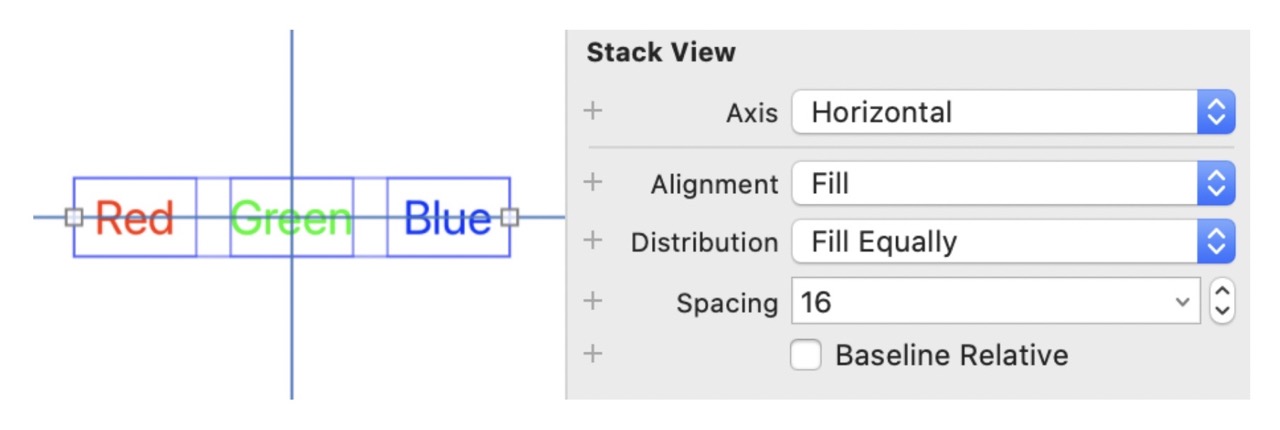 Red Green Blue
Stack View
Axis Horizontal
Alignment Fill
Distribution Fill Equally
Spacing 16
Baseline Relative